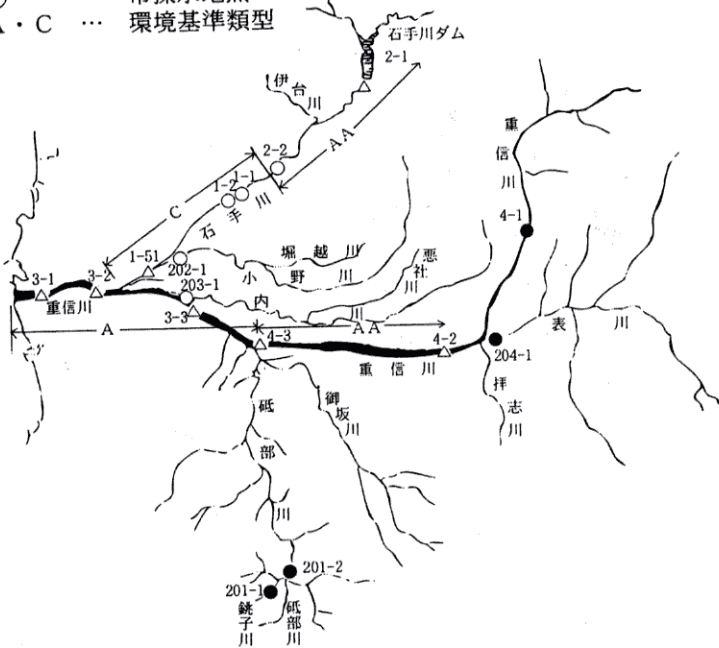 A・C … 環境基準類型
石手川ダム
2-1
伊台川
AA
2-2
1-1
1-2
C
石手川
重信川
4-1
1-51
202-1
堀越川
小野川
悪社川
内川
203-1
3-1
3-2
重信川
3-3
A
AA
4-3
4-2
重信川
表川
204-1
拝志川
御坂川
砥部川
201-2
201-1
銚子川
砥部川